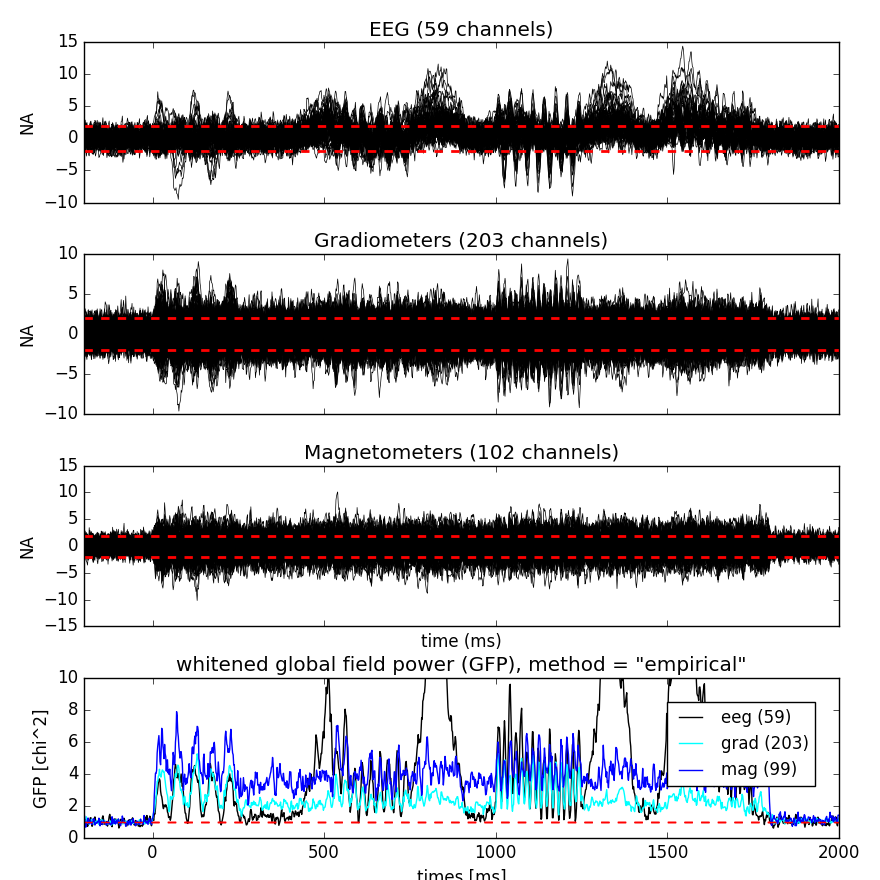 EEG (59 channels)
15
10
5
0
−5
−10
NA
Gradiometers (203 channels)
10
5
0
−5
−10
NA
Magnetometers (102 channels)
15
10
5
0
−5
−10
−15
NA
time (ms)
whitened global field power (GFP), method = "empirical"
10
8
6
4
2
0
GFP [chi^2]
eeg (59)
grad (203)
mag (99)
0 500 1000 1500 2000
times [ms]